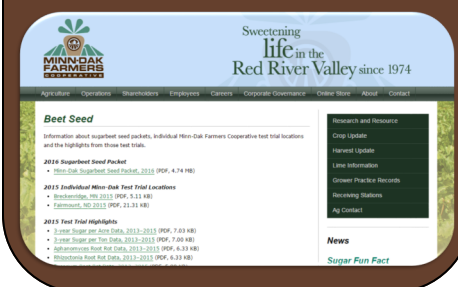 MINN-DAK
FARMERS
COOPERATIVE
Sweetening
life in the
Red River Valley since 1974
Agriculture Operations Shareholders Employees Careers Corporate Governance Online Store About Contact
Beet Seed
Information about sugarbeet seed packets, individual Minn-Dak Farmers Cooperative test trial locations
and the highlights from those test trials.
2016 Sugarbeet Seed Packet
Minn-Dak Sugarbeet Seed Packet, 2016 (PDF, 4.74 MB)
2015 Individual Minn-Dak Test Trial Locations
Breckenridge, MN 2015 (PDF, 5.11 KB)
Fairmount, ND 2015 (PDF, 21.31 KB)
2015 Test Trial Highlights
3-year Sugar per Acre Data, 2013–2015 (PDF, 7.03 KB)
3-year Sugar per Ton Data, 2013–2015 (PDF, 7.00 KB)
Aphanomyces Root Rot Data, 2013–2015 (PDF, 6.33 KB)
Rhizoctonia Root Rot Data, 2013–2015 (PDF, 6.33 KB)
Research and Resource
Crop Update
Harvest Update
Lime Information
Grower Practice Records
Receiving Stations
Ag Contact
News
Sugar Fun Fact